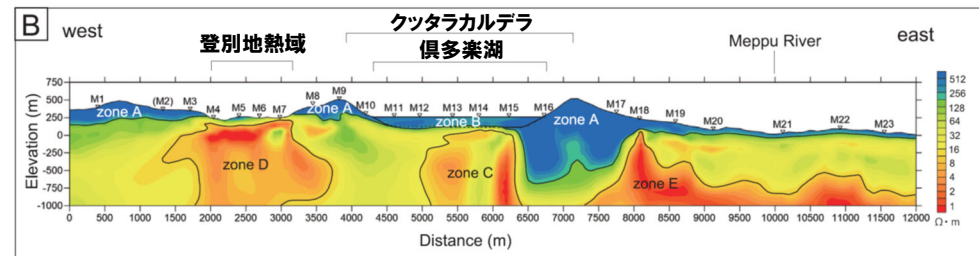 B west
登別地熱域
クッタラカルデラ
倶多楽湖
Meppu River
east
Elevation (m)
750
500
250
0
-250
-500
-750
-1000
M1 (M2) M3 M4 M5 M6 M7 M8 M9 M10 M11 M12 M13 M14 M15 M16 M17 M18 M19 M20 M21 M22 M23
zone A zone A zone B zone A
zone D zone C zone E
0 500 1000 1500 2000 2500 3000 3500 4000 4500 5000 5500 6000 6500 7000 7500 8000 8500 9000 9500 10000 10500 11000 11500 12000
Distance (m)
512
256
128
64
32
16
8
4
2
1
Ω・m